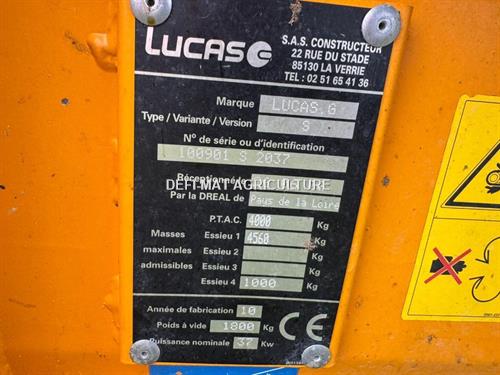 LUCAS G
S.A.S. CONSTRUCTEUR
22 RUE DU STADE
85130 LA VERRIE
TEL : 02 51 65 41 36
Marque LUCAS.G
Type / Variante / Version S
N° de série ou d'identification
100901 S 2037
DEFI-MAT AGRICULTURE
Réceptionné
Par la DREAL de Pays de la Loire
P.T.A.C. 4000 Kg
Masses Essieu 1 4560 Kg
maximales Essieu 2 Kg
admissibles Essieu 3 Kg
Essieu 4 1000 Kg
Année de fabrication 10
Poids à vide 1800 Kg
Puissance nominale 37 Kw
CE